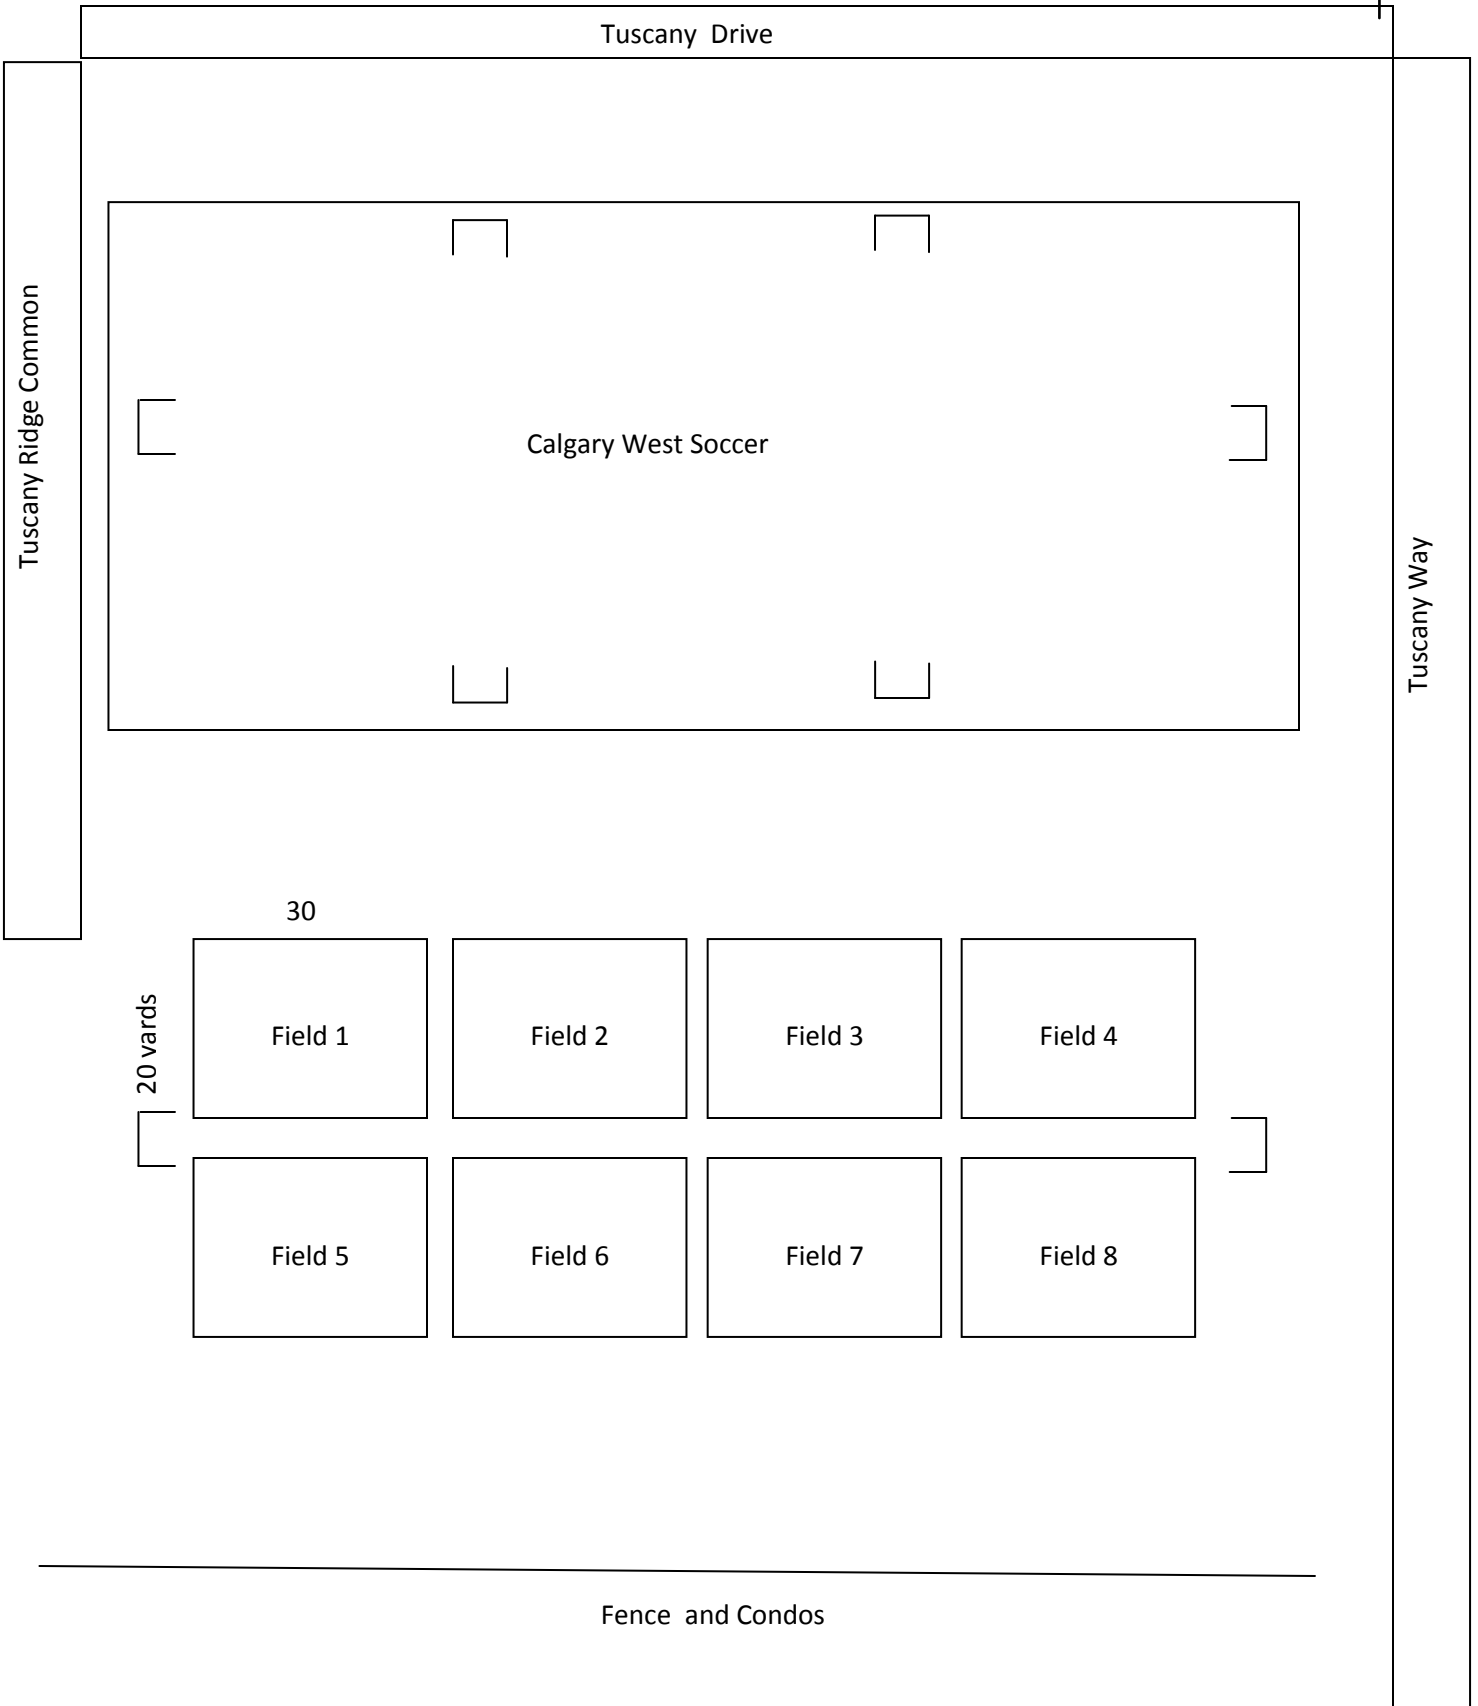 Tuscany  Drive
Tuscany Ridge Common
Calgary West Soccer
Tuscany Way
30
20 vards
Field 1
Field 2
Field 3
Field 4
Field 5
Field 6
Field 7
Field 8
Fence  and Condos